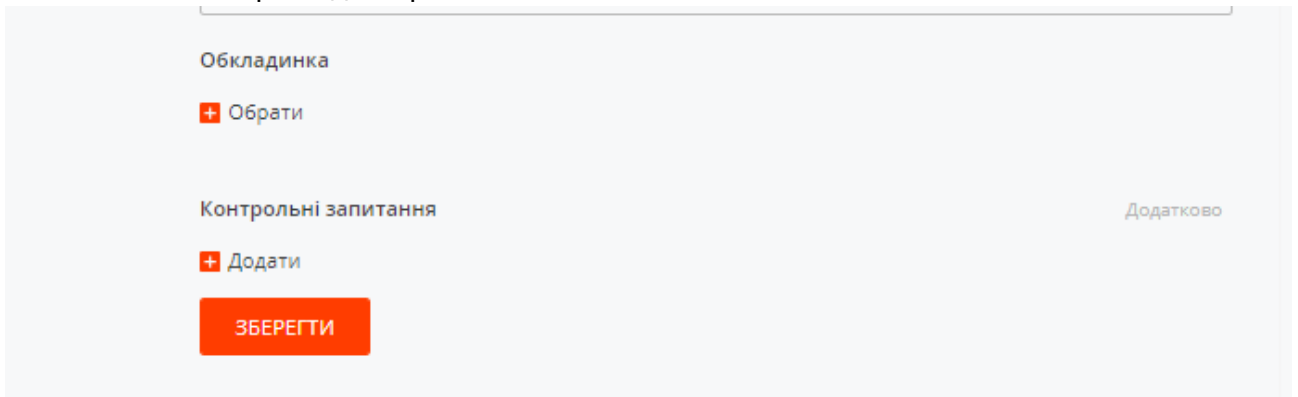 Обкладинка
Обрати
Контрольні запитання
Додатково
Додати
ЗБЕРЕГТИ